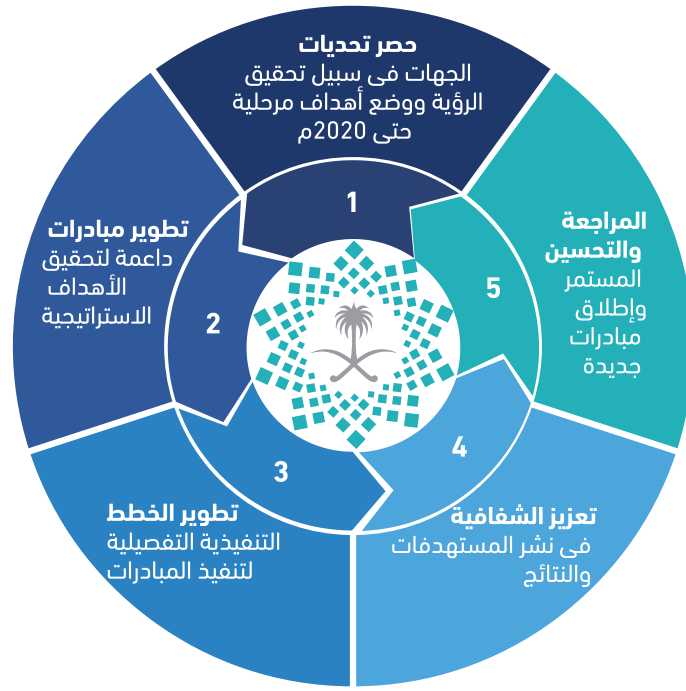 1
حصر تحديات
الجهات فى سبيل تحقيق
الرؤية ووضع أهداف مرحلية
حتى 2020م
2
تطوير مبادرات
داعمة لتحقيق
الأهداف
الاستراتيجية
3
تطوير الخطط
التنفيذية التفصيلية
لتنفيذ المبادرات
4
تعزيز الشفافية
فى نشر المستهدفات
والنتائج
5
المراجعة
والتحسين
المستمر
وإطلاق
مبادرات
جديدة